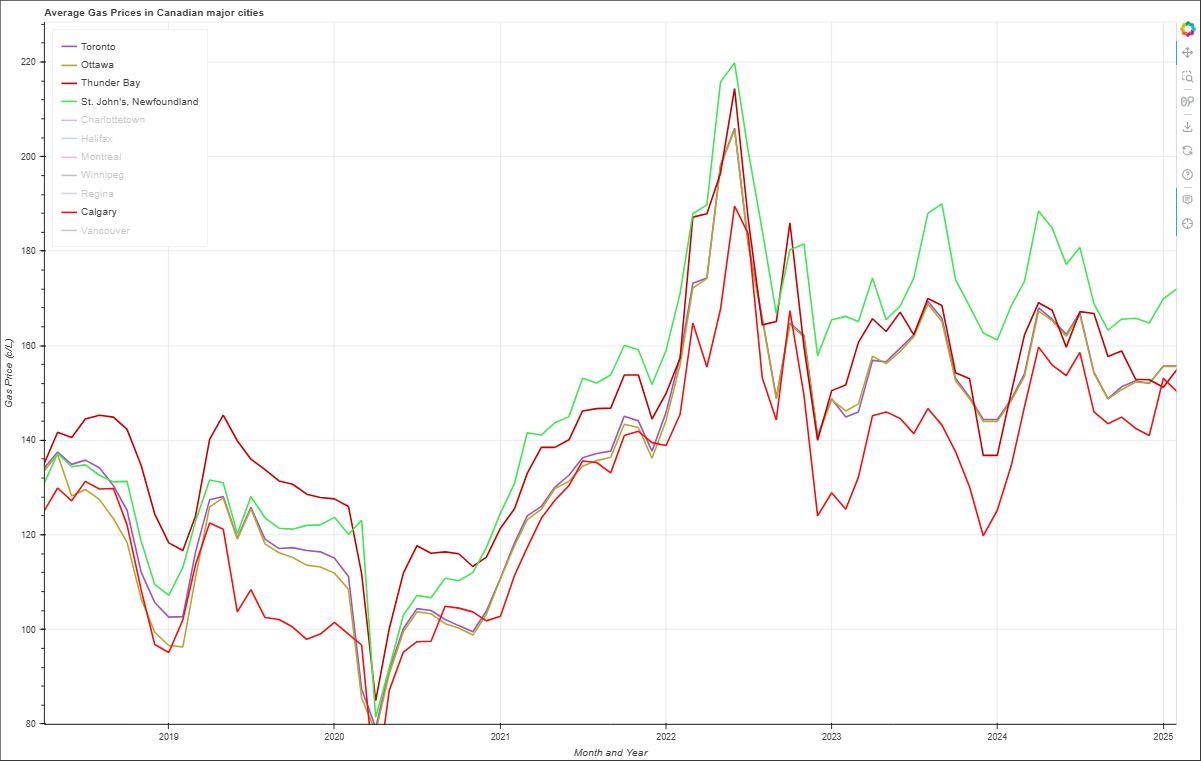 Average Gas Prices in Canadian major cities
Toronto
Ottawa
Thunder Bay
St. John's, Newfoundland
Charlottetown
Halifax
Montreal
Winnipeg
Regina
Calgary
Vancouver
220
200
180
160
140
120
100
80
Gas Price (¢/L)
2019
2020
2021
2022
2023
2024
2025
Month and Year